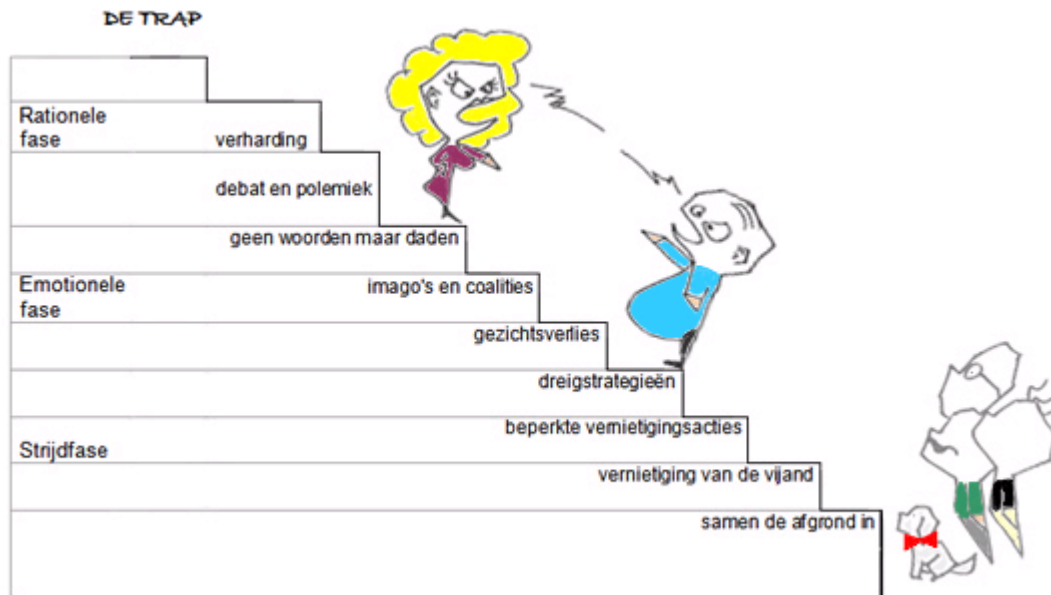 DE TRAP
Rationele
fase
verharding
debat en polemiek
geen woorden maar daden
Emotionele
fase
imago's en coalities
gezichtsverlies
dreigstrategieën
beperkte vernietigingsacties
Strijdfase
vernietiging van de vijand
samen de afgrond in